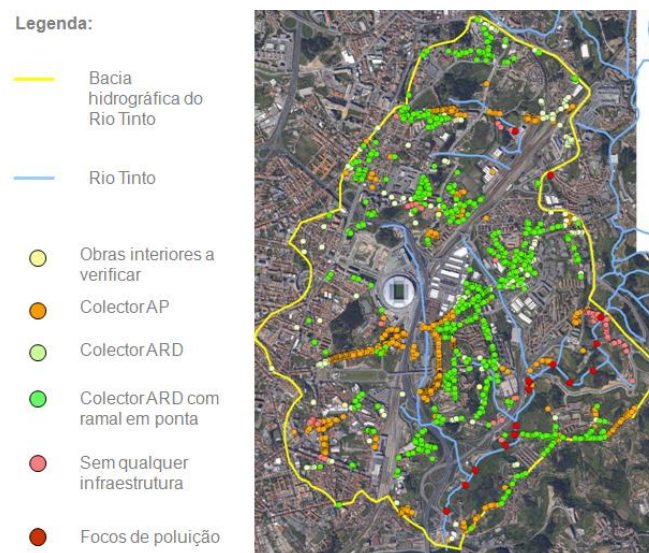 Legenda:
Bacia
hidrográfica do
Rio Tinto
Rio Tinto
Obras interiores a
verificar
Colector AP
Colector ARD
Colector ARD com
ramal em ponta
Sem qualquer
infraestrutura
Focos de poluição